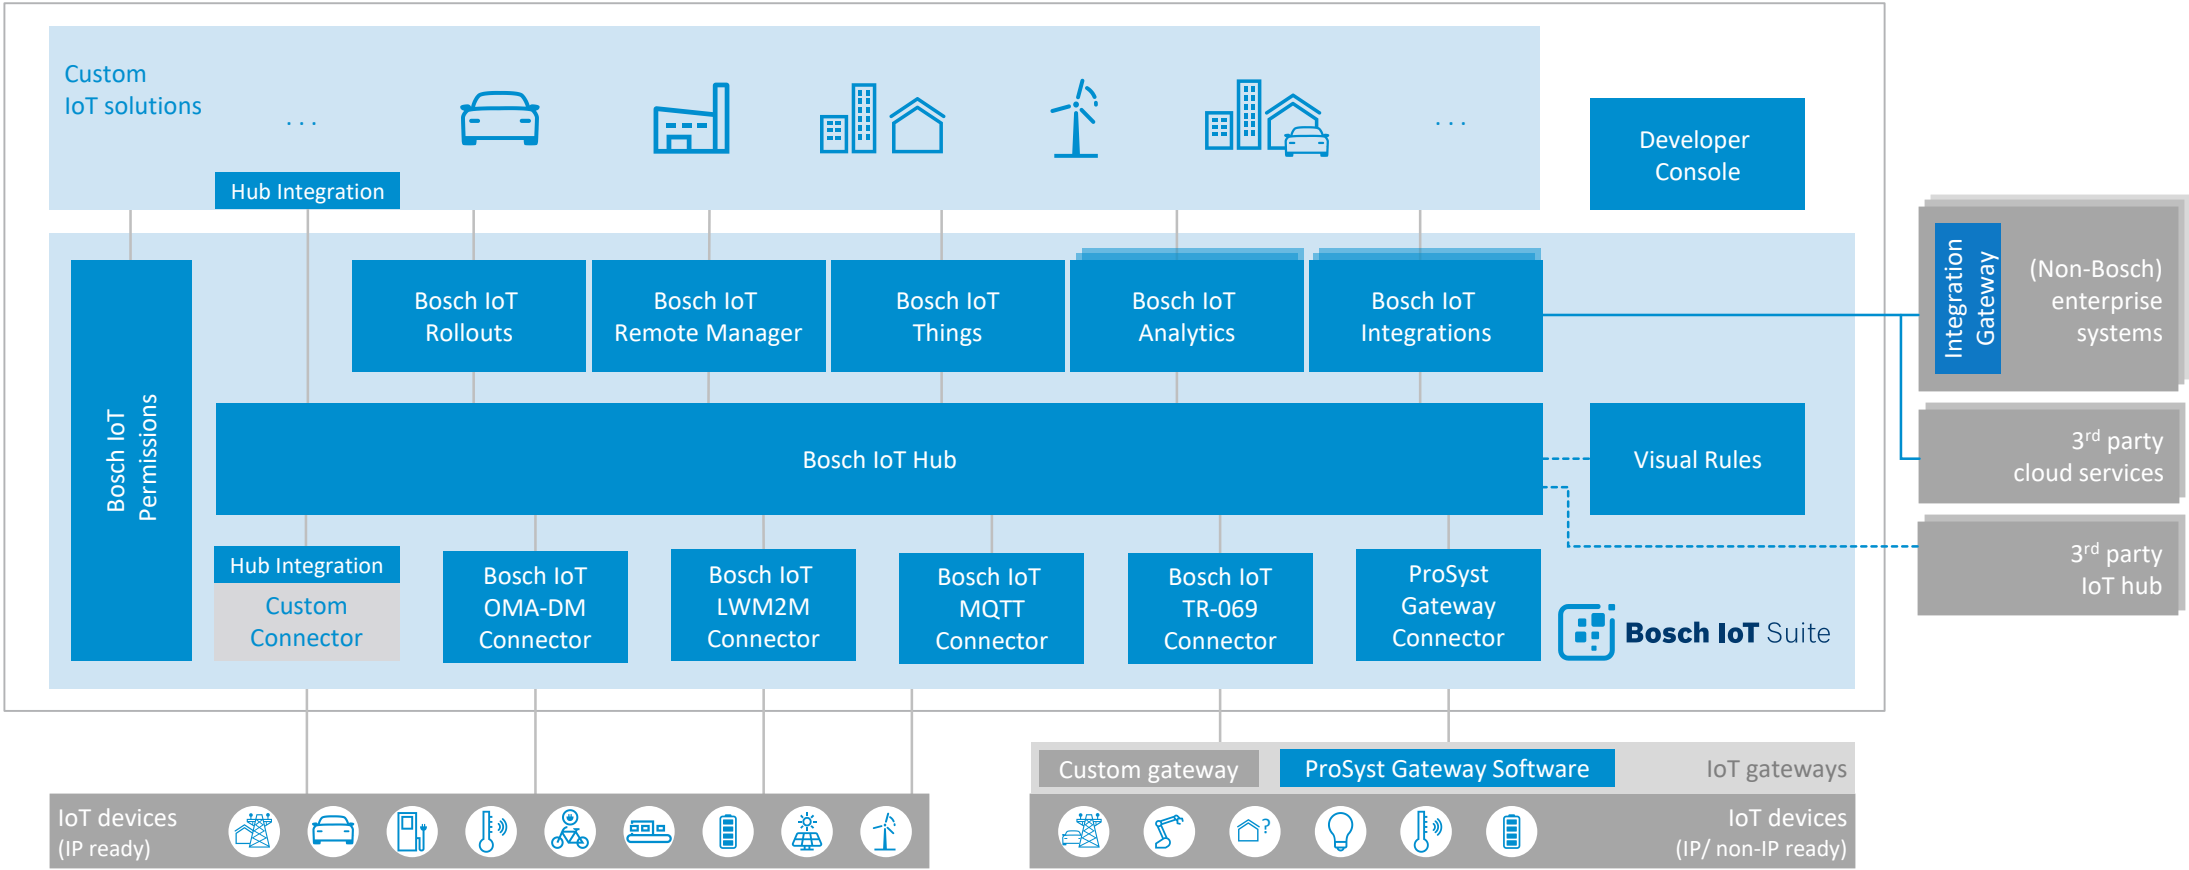 Custom
IoT solutions
. . .
. . .
Developer
Console
Hub Integration
Integration
Gateway
(Non-Bosch)
enterprise
systems
Bosch IoT
Permissions
Bosch IoT
Rollouts
Bosch IoT
Remote Manager
Bosch IoT
Things
Bosch IoT
Analytics
Bosch IoT
Integrations
Bosch IoT Hub
Visual Rules
3rd party
cloud services
3rd party
IoT hub
Hub Integration
Custom
Connector
Bosch IoT
OMA-DM
Connector
Bosch IoT
LWM2M
Connector
Bosch IoT
MQTT
Connector
Bosch IoT
TR-069
Connector
ProSyst
Gateway
Connector
Bosch IoT Suite
Custom gateway
ProSyst Gateway Software
IoT gateways
IoT devices
(IP ready)
?
IoT devices
(IP/ non-IP ready)